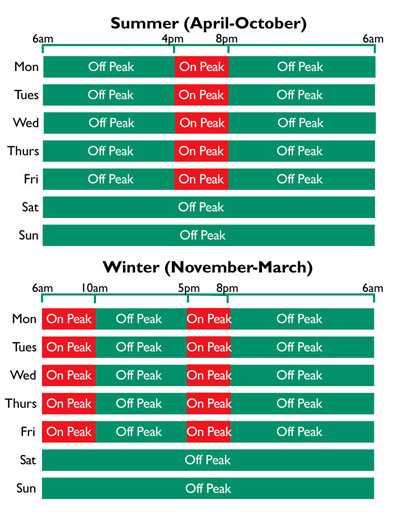 Summer (April-October)
6am 4pm 8pm 6am
Mon Off Peak On Peak Off Peak
Tues Off Peak On Peak Off Peak
Wed Off Peak On Peak Off Peak
Thurs Off Peak On Peak Off Peak
Fri Off Peak On Peak Off Peak
Sat Off Peak
Sun Off Peak
Winter (November-March)
6am 10am 5pm 8pm 6am
Mon On Peak Off Peak On Peak Off Peak
Tues On Peak Off Peak On Peak Off Peak
Wed On Peak Off Peak On Peak Off Peak
Thurs On Peak Off Peak On Peak Off Peak
Fri On Peak Off Peak On Peak Off Peak
Sat Off Peak
Sun Off Peak